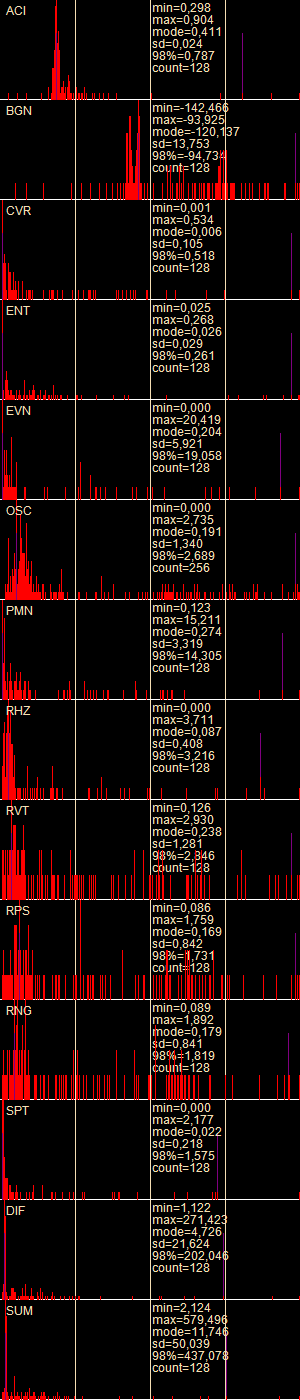 ACI
min=0,298
max=0,904
mode=0,411
sd=0,024
98%=0,787
count=128
BGN
min=-142,466
max=-93,925
mode=-120,137
sd=13,753
98%=-94,734
count=128
CVR
min=0,001
max=0,534
mode=0,006
sd=0,105
98%=0,518
count=128
ENT
min=0,025
max=0,268
mode=0,026
sd=0,029
98%=0,261
count=128
EVN
min=0,000
max=20,419
mode=0,204
sd=5,921
98%=19,058
count=128
OSC
min=0,000
max=2,735
mode=0,191
sd=1,340
98%=2,689
count=256
PMN
min=0,123
max=15,211
mode=0,274
sd=3,319
98%=14,305
count=128
RHZ
min=0,000
max=3,711
mode=0,087
sd=0,408
98%=3,216
count=128
RVT
min=0,126
max=2,930
mode=0,238
sd=1,281
98%=2,846
count=128
RPS
min=0,086
max=1,759
mode=0,169
sd=0,842
98%=1,731
count=128
RNG
min=0,089
max=1,892
mode=0,179
sd=0,841
98%=1,819
count=128
SPT
min=0,000
max=2,177
mode=0,022
sd=0,218
98%=1,575
count=128
DIF
min=1,122
max=271,423
mode=4,726
sd=21,624
98%=202,046
count=128
SUM
min=2,124
max=579,496
mode=11,746
sd=50,039
98%=437,078
count=128